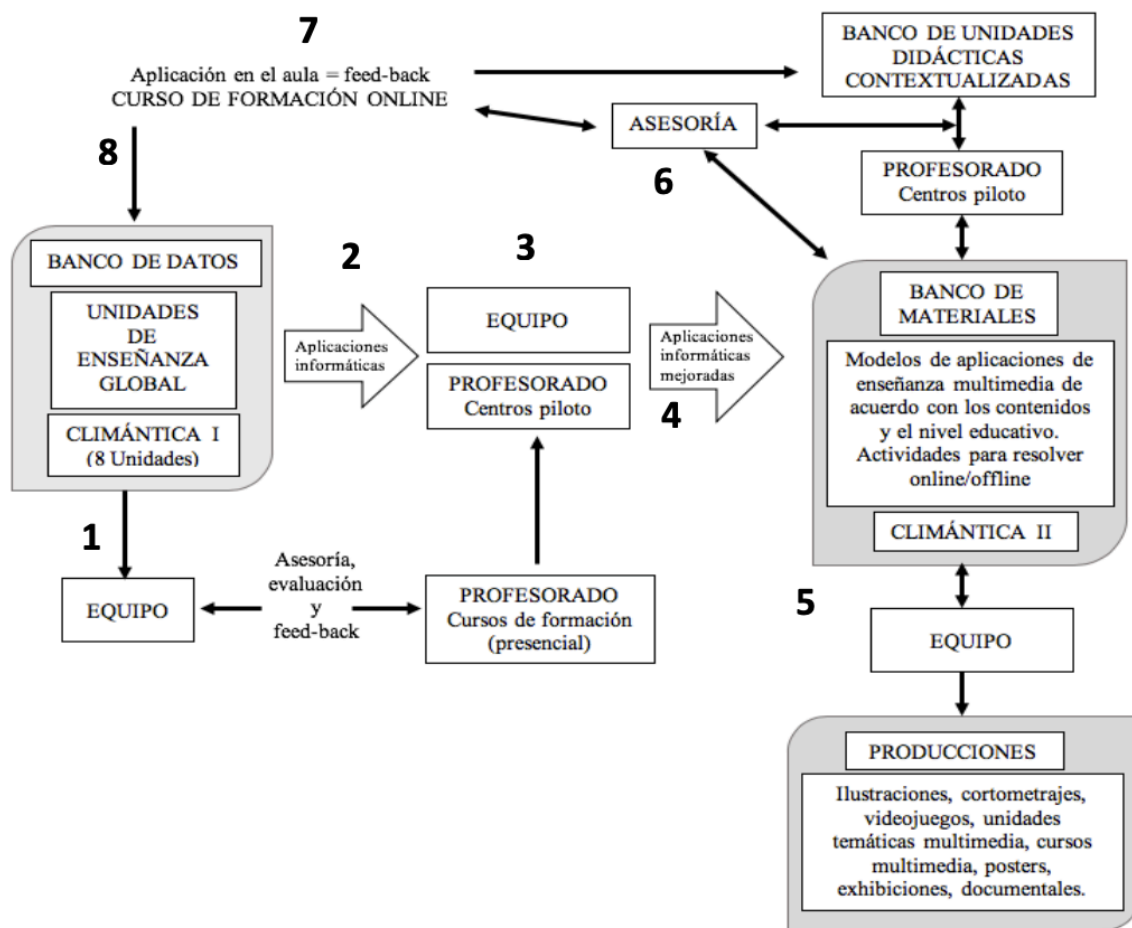 7
Aplicación en el aula = feed-back
CURSO DE FORMACIÓN ONLINE
BANCO DE UNIDADES
DIDÁCTICAS
CONTEXTUALIZADAS
ASESORÍA
8
6
PROFESORADO
Centros piloto
BANCO DE DATOS
UNIDADES
DE
ENSEÑANZA
GLOBAL
CLIMÁNTICA I
(8 Unidades)
2
Aplicaciones
informáticas
3
EQUIPO
PROFESORADO
Centros piloto
Aplicaciones
informáticas
mejoradas
4
BANCO DE
MATERIALES
Modelos de aplicaciones de
enseñanza multimedia de
acuerdo con los contenidos
y el nivel educativo.
Actividades para resolver
online/offline
CLIMÁNTICA II
1
EQUIPO
Asesoría,
evaluación
y
feed-back
PROFESORADO
Cursos de formación
(presencial)
5
EQUIPO
PRODUCCIONES
Ilustraciones, cortometrajes,
videojuegos, unidades
temáticas multimedia, cursos
multimedia, posters,
exhibiciones, documentales.